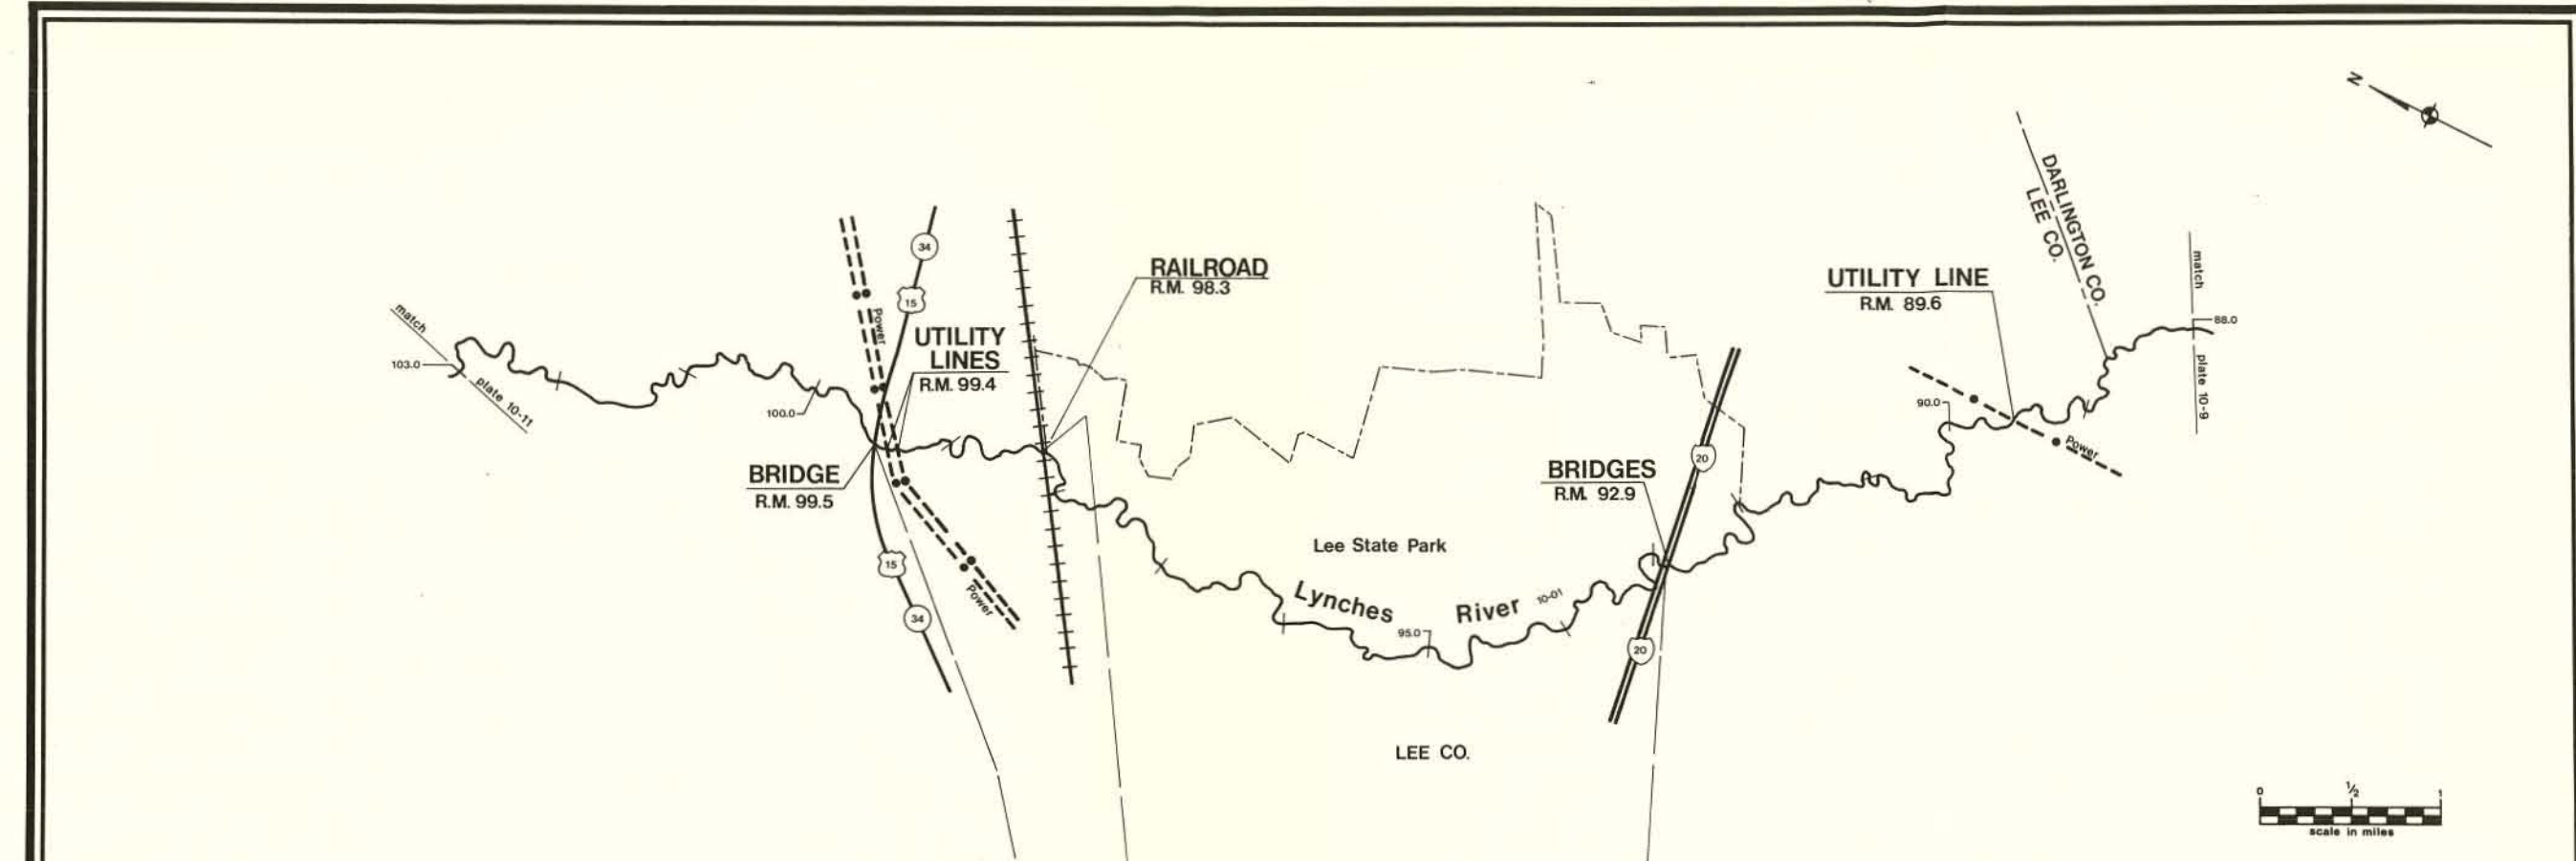 N
DARLINGTON CO.
LEE CO.
match
88.0
plate 10-9
34
15
Power
RAILROAD
R.M. 98.3
UTILITY LINE
R.M. 89.6
match
103.0
plate 10-11
UTILITY
LINES
R.M. 99.4
100.0
90.0
Power
BRIDGE
R.M. 99.5
BRIDGES
R.M. 92.9
20
15
34
Power
Lee State Park
Lynches River 10-01
95.0
20
LEE CO.
0 1/2 1
scale in miles